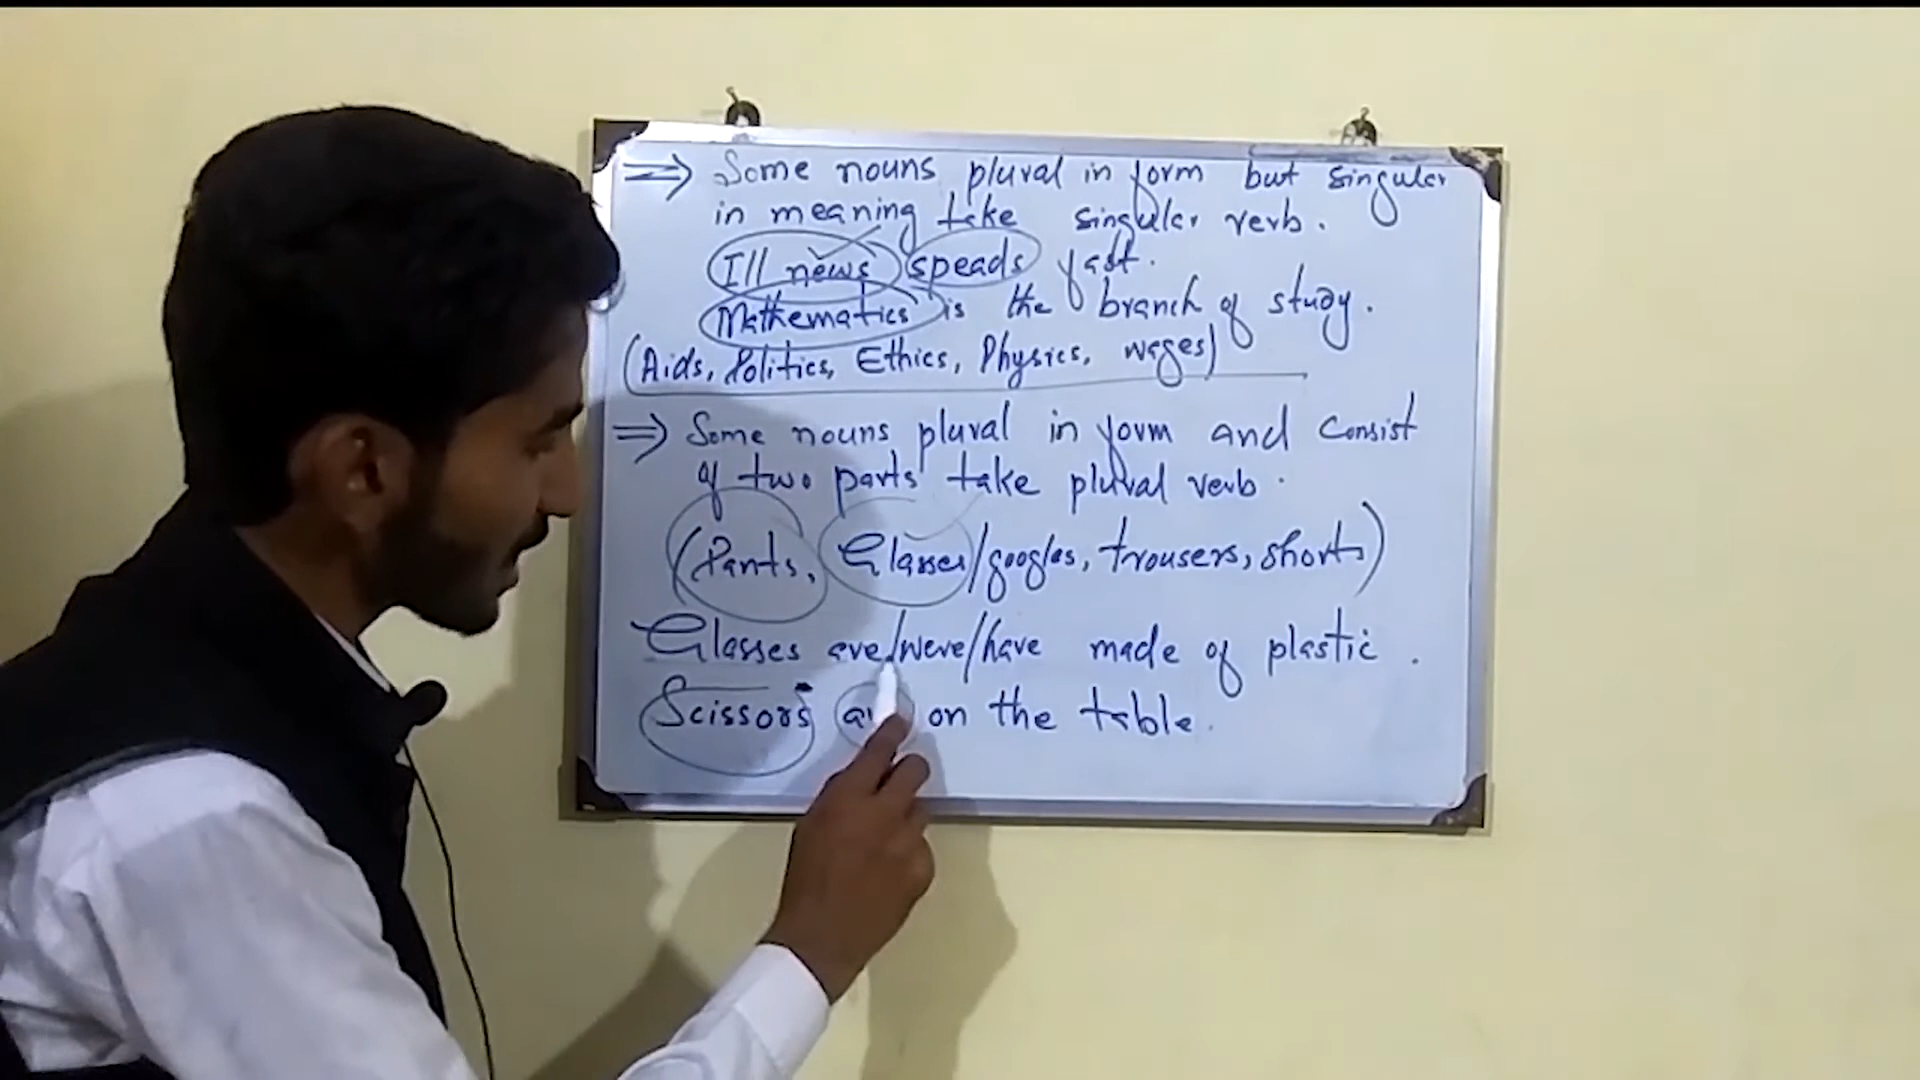 ⇒ Some nouns plural in form but singular
in meaning take singular verb.
Ill news speads fast.
Mathematics is the branch of study.
(Aids, Politics, Ethics, Physics, wages)
⇒ Some nouns plural in form and consist
of two parts take plural verb.
(Pants, Glasses/googles, trousers, shorts)
Glasses are/were/have made of plastic.
Scissors on the table.